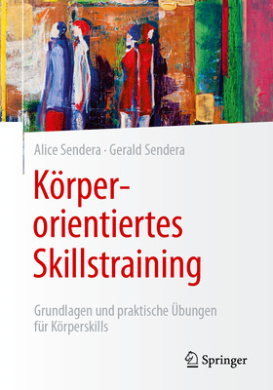 Alice Sendera · Gerald Sendera
Körper-
orientiertes
Skillstraining
Grundlagen und praktische Übungen
für Körperskills
Springer